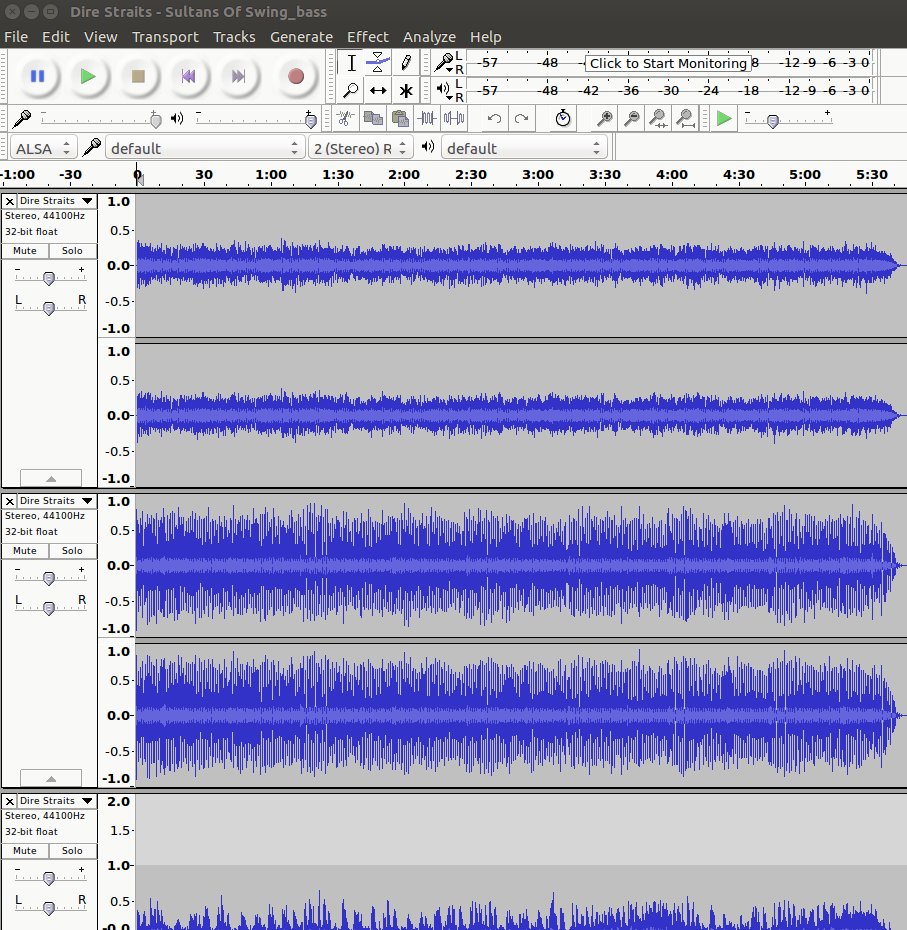 Dire Straits - Sultans Of Swing_bass
File Edit View Transport Tracks Generate Effect Analyze Help
L -57 -48 - Click to Start Monitoring 8 -12 -9 -6 -3 0
R
L -57 -48 -42 -36 -30 -24 -18 -12 -9 -6 -3 0
R
- + - + - +
ALSA default 2 (Stereo) R default
-1:00 -30 0 30 1:00 1:30 2:00 2:30 3:00 3:30 4:00 4:30 5:00 5:30
X Dire Straits 1.0
Stereo, 44100Hz
32-bit float 0.5
Mute Solo
- + 0.0
L R -0.5
-1.0
1.0
0.5
0.0
-0.5
-1.0
X Dire Straits 1.0
Stereo, 44100Hz
32-bit float 0.5
Mute Solo
- + 0.0
L R -0.5
-1.0
1.0
0.5
0.0
-0.5
-1.0
X Dire Straits 2.0
Stereo, 44100Hz
32-bit float 1.5
Mute Solo
- + 1.0
L R 0.5
-0.0